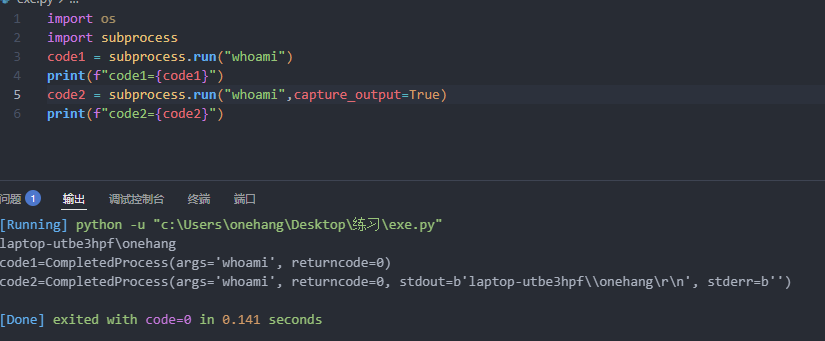 exe.py > ...
1 import os
2 import subprocess
3 code1 = subprocess.run("whoami")
4 print(f"code1={code1}")
5 code2 = subprocess.run("whoami",capture_output=True)
6 print(f"code2={code2}")
问题 1 输出 调试控制台 终端 端口
[Running] python -u "c:\Users\onehang\Desktop\练习\exe.py"
laptop-utbe3hpf\onehang
code1=CompletedProcess(args='whoami', returncode=0)
code2=CompletedProcess(args='whoami', returncode=0, stdout=b'laptop-utbe3hpf\\onehang\r\n', stderr=b'')
[Done] exited with code=0 in 0.141 seconds